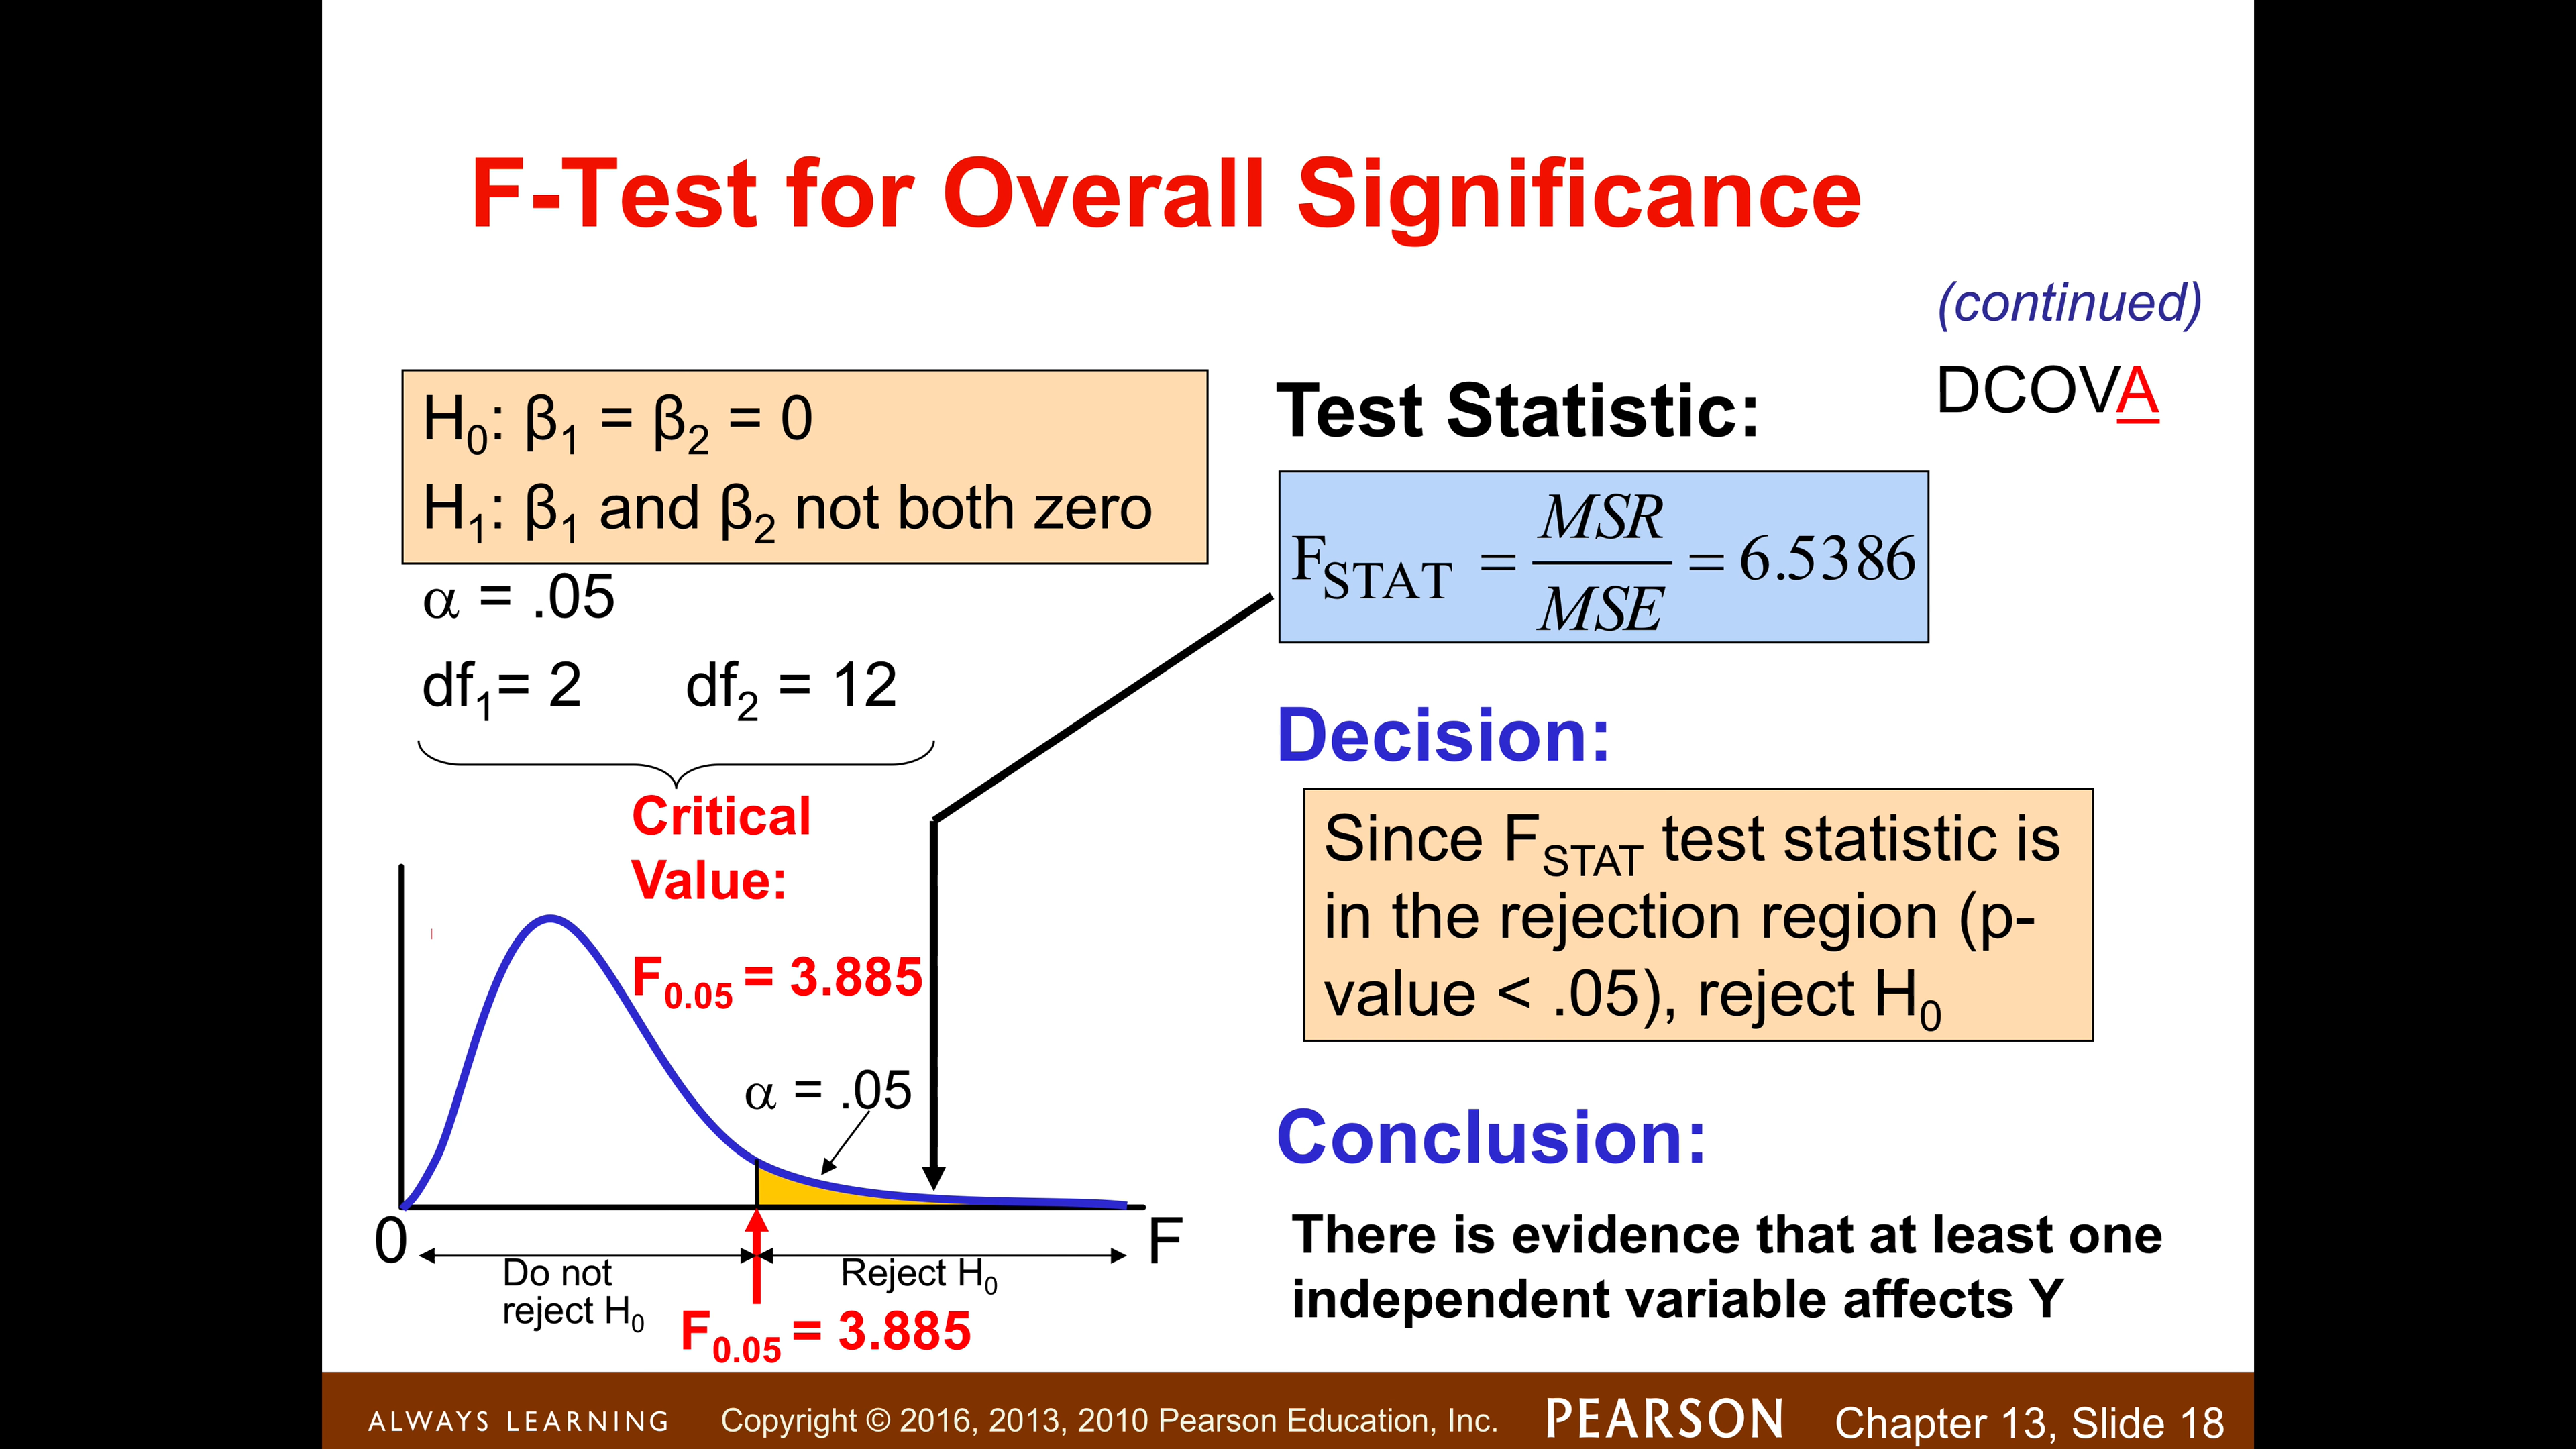 F-Test for Overall Significance
(continued)
DCOVA
H₀: β₁ = β₂ = 0
H₁: β₁ and β₂ not both zero
α = .05
df₁= 2 df₂ = 12
Critical
Value:
F₀.₀₅ = 3.885
α = .05
0
F
Do not
reject H₀
Reject H₀
F₀.₀₅ = 3.885
Test Statistic:
F_STAT = MSR / MSE = 6.5386
Decision:
Since F_STAT test statistic is
in the rejection region (p-
value < .05), reject H₀
Conclusion:
There is evidence that at least one
independent variable affects Y
ALWAYS LEARNING Copyright © 2016, 2013, 2010 Pearson Education, Inc. PEARSON Chapter 13, Slide 18